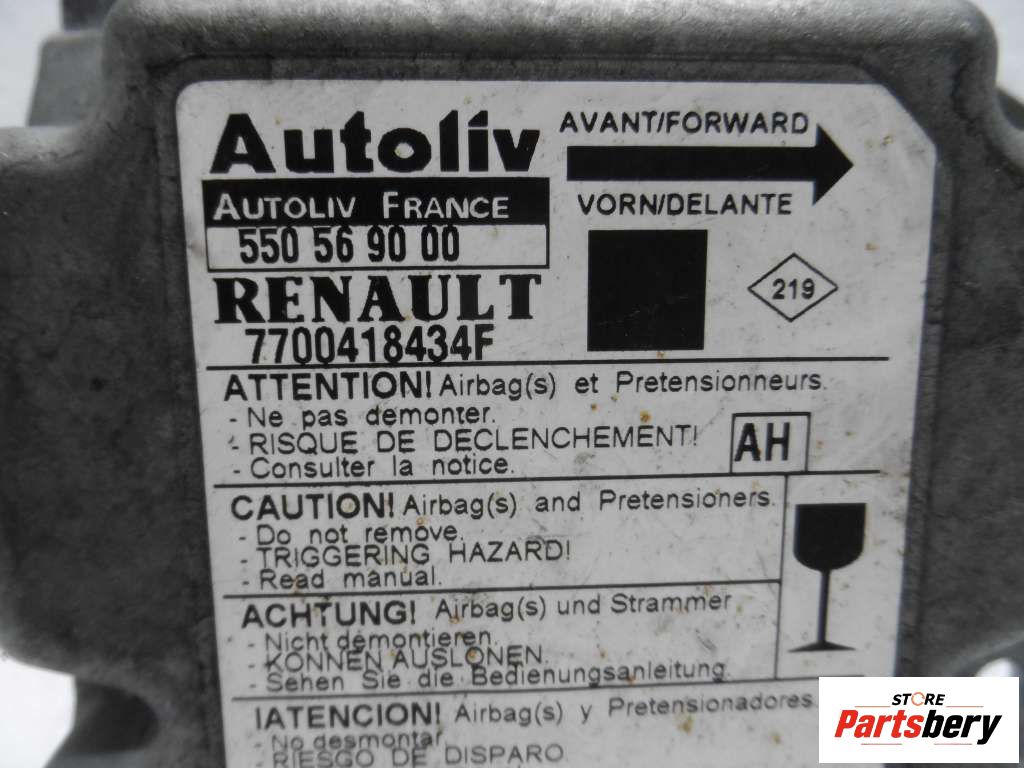 Autoliv
AUTOLIV FRANCE
550 56 90 00
RENAULT
7700418434F
AVANT/FORWARD
VORN/DELANTE
219
ATTENTION! Airbag(s) et Pretensionneurs.
- Ne pas demonter.
- RISQUE DE DECLENCHEMENT!
- Consulter la notice.
AH
CAUTION! Airbag(s) and Pretensioners.
- Do not remove.
- TRIGGERING HAZARD!
- Read manual.
ACHTUNG! Airbag(s) und Strammer
- Nicht demontieren.
- KONNEN AUSLONEN.
- Sehen Sie die Bedienungsanleitung.
IATENCION! Airbag(s) y Pretensionadores.
- No desmontar.
- RIESGO DE DISPARO
STORE
Partsbery